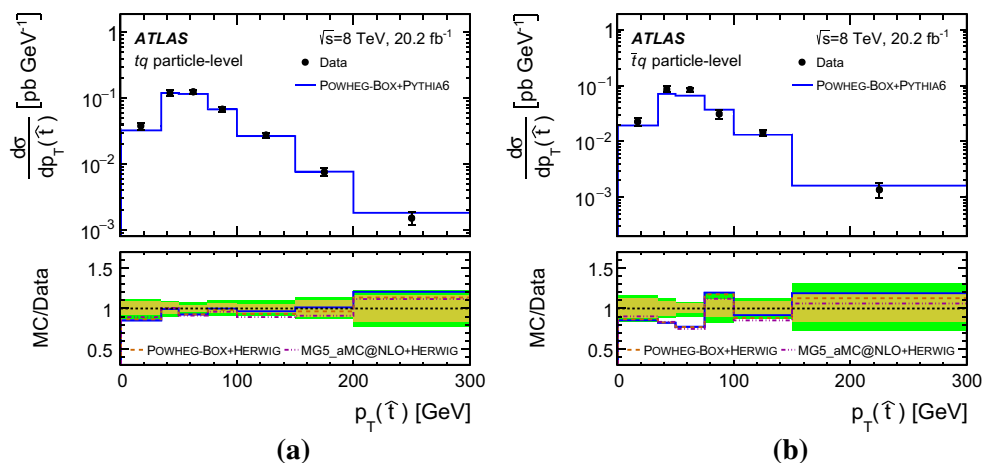 ATLAS √s=8 TeV, 20.2 fb⁻¹
tq particle-level
Data
POWHEG-BOX+PYTHIA6
dσ / dp_T(t̂) [pb GeV⁻¹]
1
10⁻¹
10⁻²
10⁻³
MC/Data
1.5
1
0.5
POWHEG-BOX+HERWIG MG5_aMC@NLO+HERWIG
0 100 200 300
p_T(t̂) [GeV]
(a)
ATLAS √s=8 TeV, 20.2 fb⁻¹
t̄q particle-level
Data
POWHEG-BOX+PYTHIA6
dσ / dp_T(t̂) [pb GeV⁻¹]
1
10⁻¹
10⁻²
10⁻³
MC/Data
1.5
1
0.5
POWHEG-BOX+HERWIG MG5_aMC@NLO+HERWIG
0 100 200 300
p_T(t̂) [GeV]
(b)